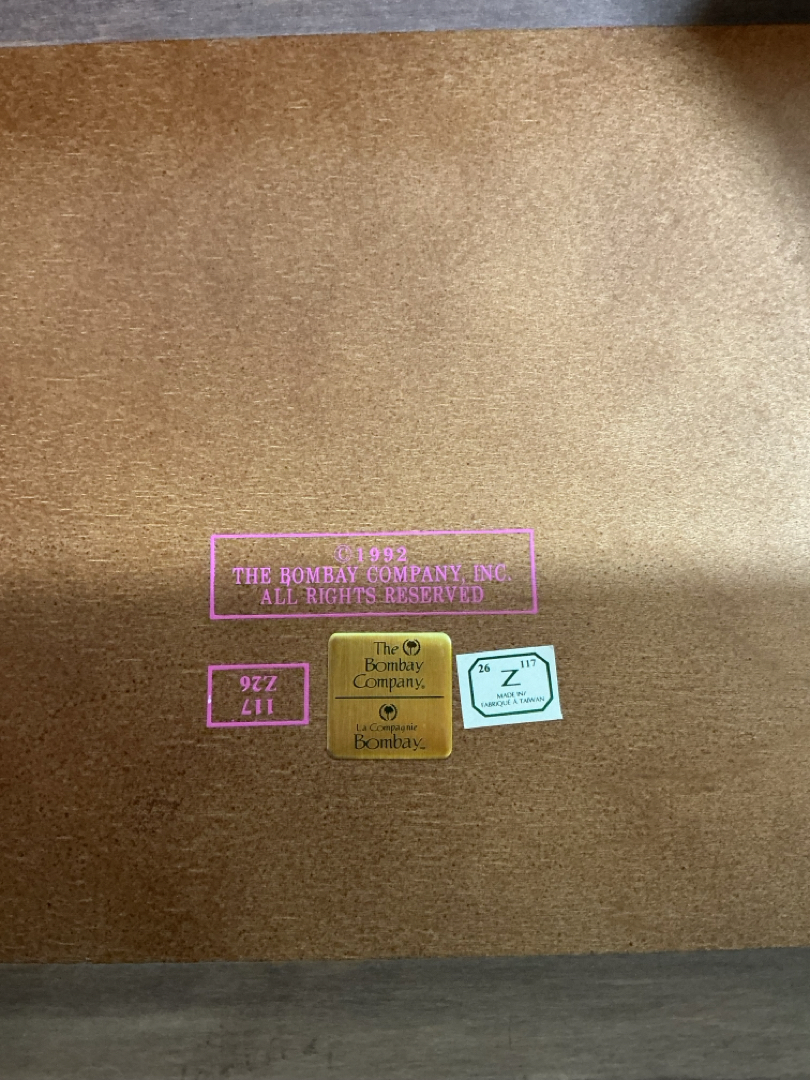 ©1992
THE BOMBAY COMPANY, INC.
ALL RIGHTS RESERVED
117
Z26
The
Bombay
Company®
La Compagnie
Bombay
26 Z 117
MADE IN/
FABRIQUÉ À TAIWAN